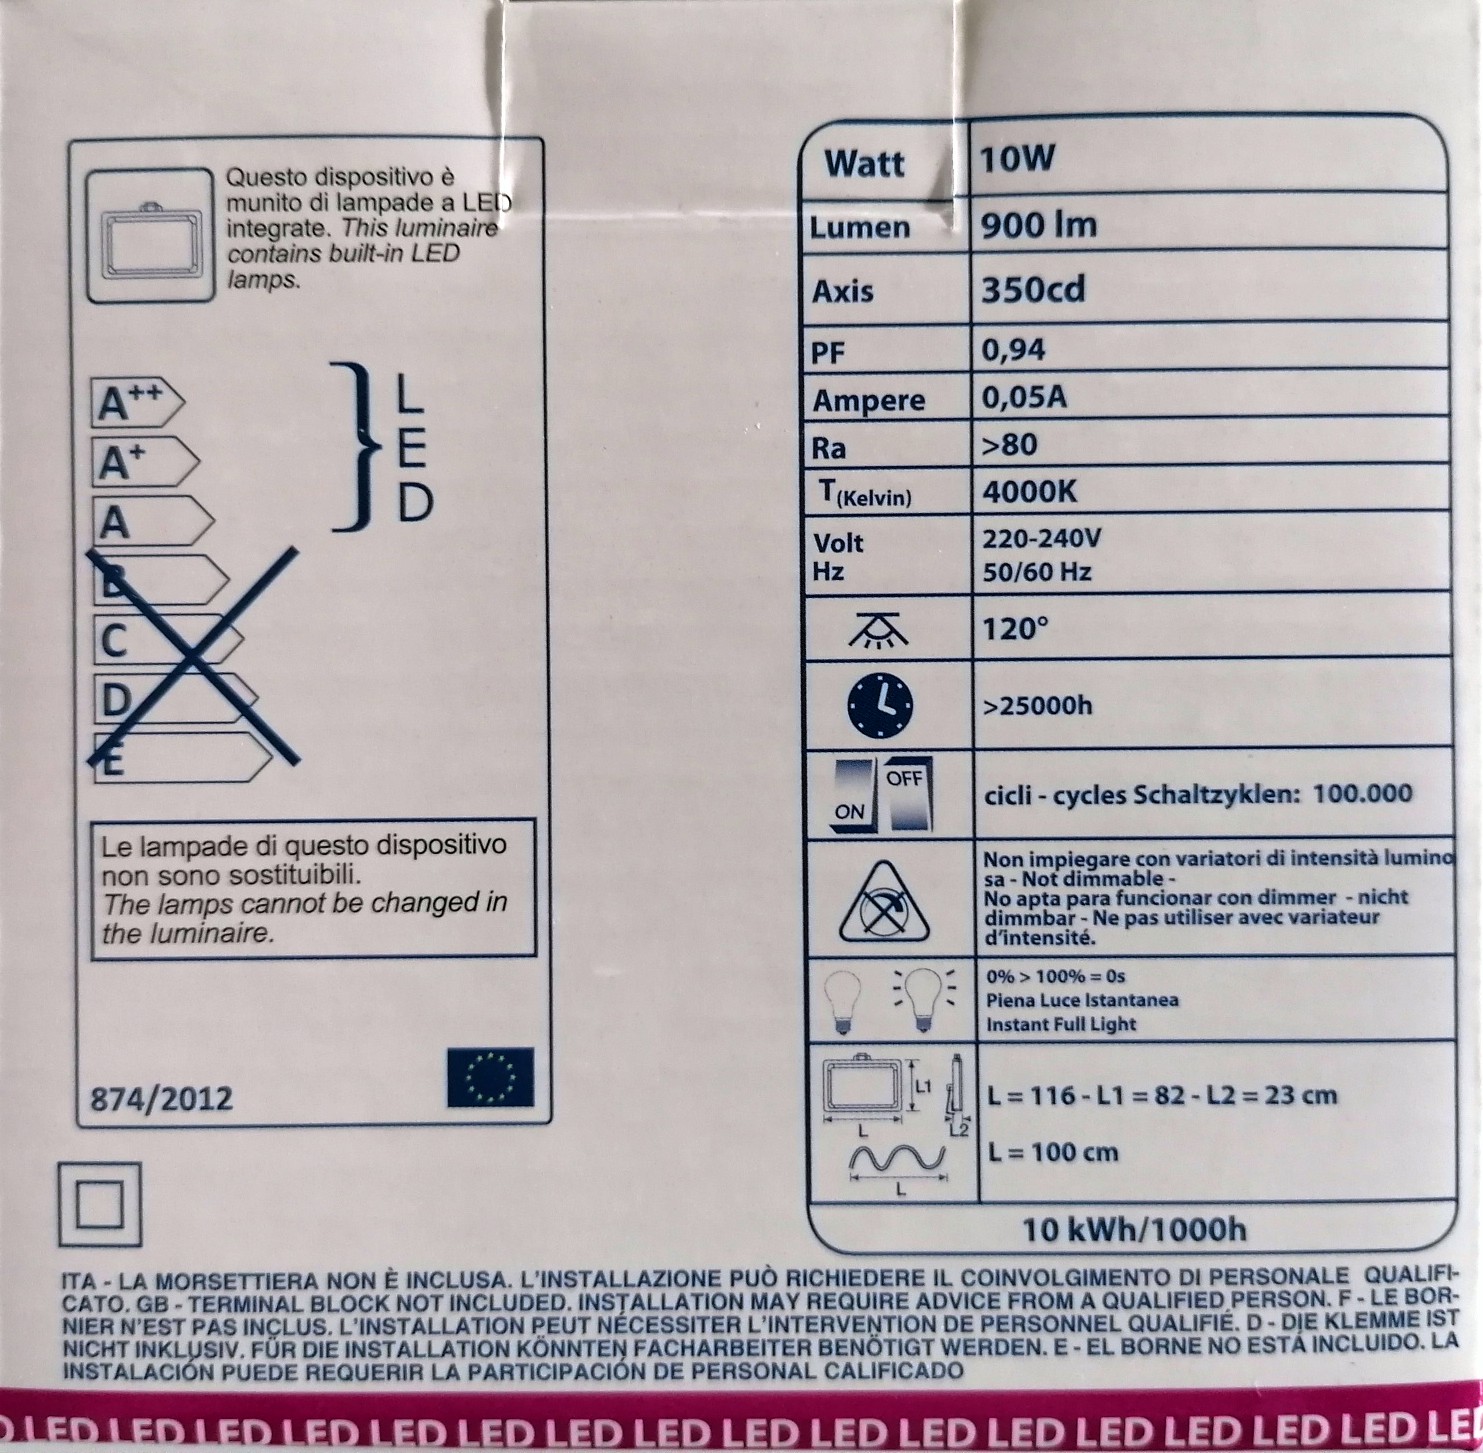 Questo dispositivo è
munito di lampade a LED
integrate. This luminaire
contains built-in LED
lamps.
A++
A+
A
B
C
D
E
L
E
D
Le lampade di questo dispositivo
non sono sostituibili.
The lamps cannot be changed in
the luminaire.
874/2012
Watt 10W
Lumen 900 lm
Axis 350cd
PF 0,94
Ampere 0,05A
Ra >80
T(Kelvin) 4000K
Volt 220-240V
Hz 50/60 Hz
120°
>25000h
ON OFF
cicli - cycles Schaltzyklen: 100.000
Non impiegare con variatori di intensità lumino
sa - Not dimmable -
No apta para funcionar con dimmer - nicht
dimmbar - Ne pas utiliser avec variateur
d'intensité.
0% > 100% = 0s
Piena Luce Istantanea
Instant Full Light
L1
L L2
L = 116 - L1 = 82 - L2 = 23 cm
L = 100 cm
L
10 kWh/1000h
ITA - LA MORSETTIERA NON È INCLUSA. L'INSTALLAZIONE PUÒ RICHIEDERE IL COINVOLGIMENTO DI PERSONALE QUALIFI-
CATO. GB - TERMINAL BLOCK NOT INCLUDED. INSTALLATION MAY REQUIRE ADVICE FROM A QUALIFIED PERSON. F - LE BOR-
NIER N'EST PAS INCLUS. L'INSTALLATION PEUT NÉCESSITER L'INTERVENTION DE PERSONNEL QUALIFIÉ. D - DIE KLEMME IST
NICHT INKLUSIV. FÜR DIE INSTALLATION KÖNNTEN FACHARBEITER BENÖTIGT WERDEN. E - EL BORNE NO ESTÁ INCLUIDO. LA
INSTALACIÓN PUEDE REQUERIR LA PARTICIPACIÓN DE PERSONAL CALIFICADO
D LED LED LED LED LED LED LED LED LED LED LED LED LED LED LED LED LE